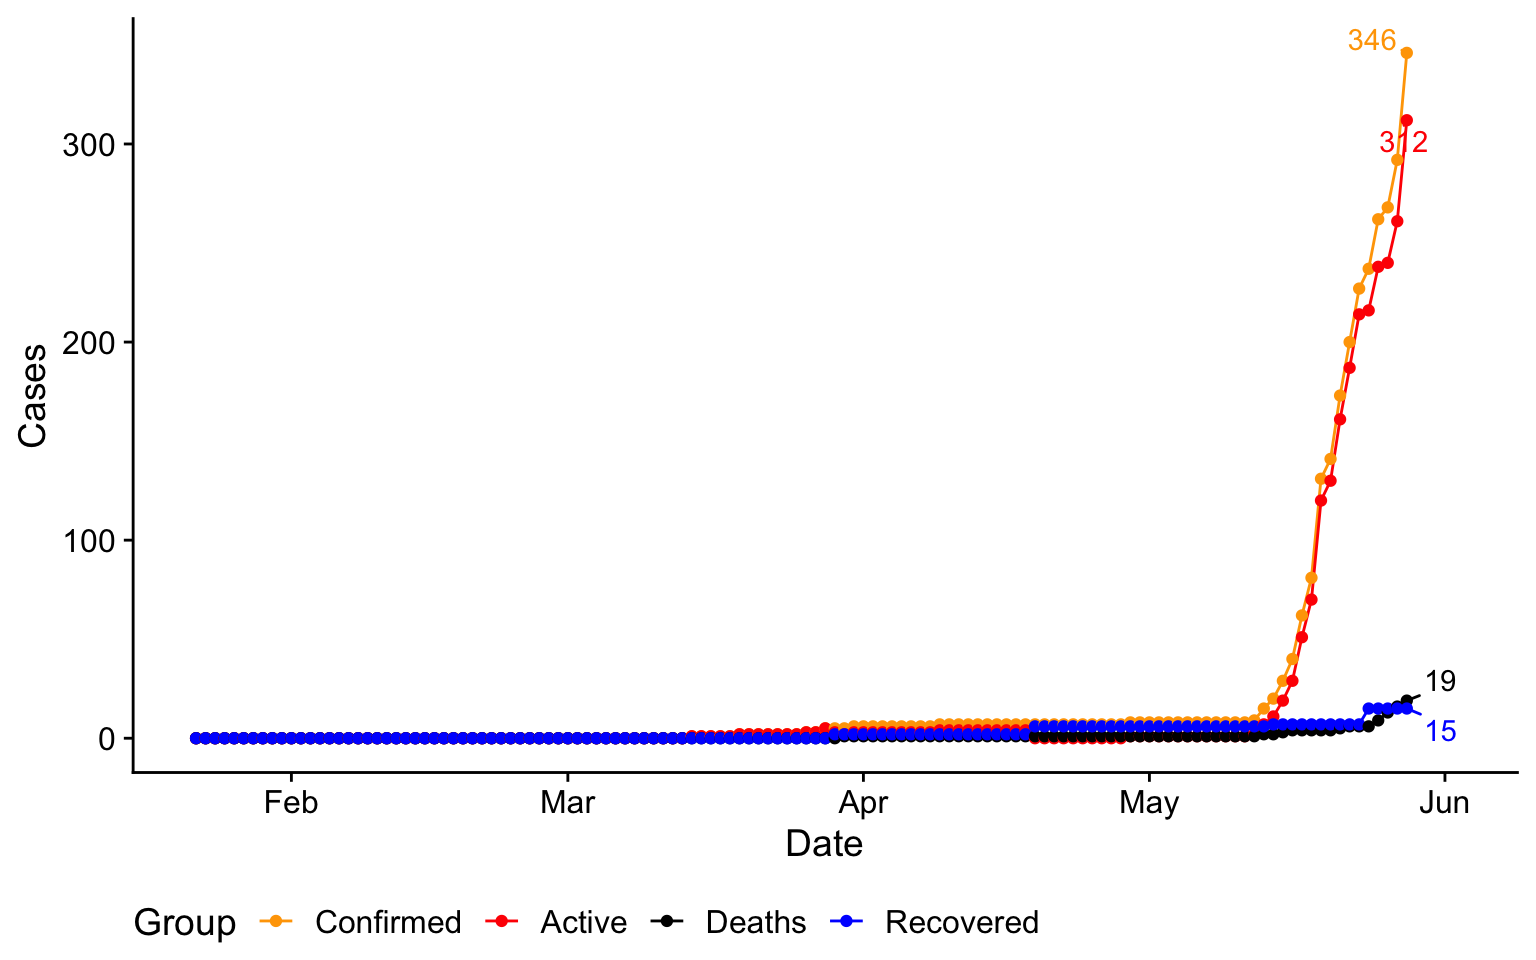 346
312
300
200
100
0
Cases
19
15
Feb Mar Apr May Jun
Date
Group Confirmed Active Deaths Recovered